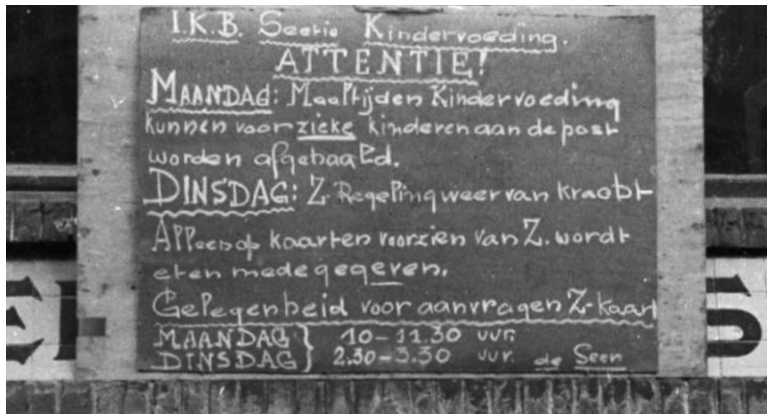 I.K.B. Sectie Kindervoeding.
ATTENTIE!
MAANDAG: Maaltijden Kindervoeding
kunnen voor zieke kinderen aan de post
worden afgehaald.
DINSDAG: Z. Regeling weer van kracht
Alleen op kaarten voorzien van Z. wordt
eten medegegeven.
Gelegenheid voor aanvragen Z-kaart
MAANDAG } 10-11.30 uur.
DINSDAG } 2.30-3.30 uur. de